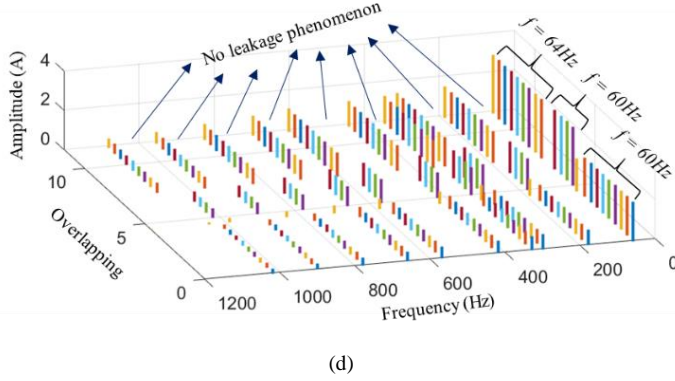 No leakage phenomenon
f = 64Hz
f = 60Hz
f = 60Hz
Amplitude (A)
4
2
0
10
5
0
Overlapping
1200
1000
800
600
400
200
0
Frequency (Hz)
(d)